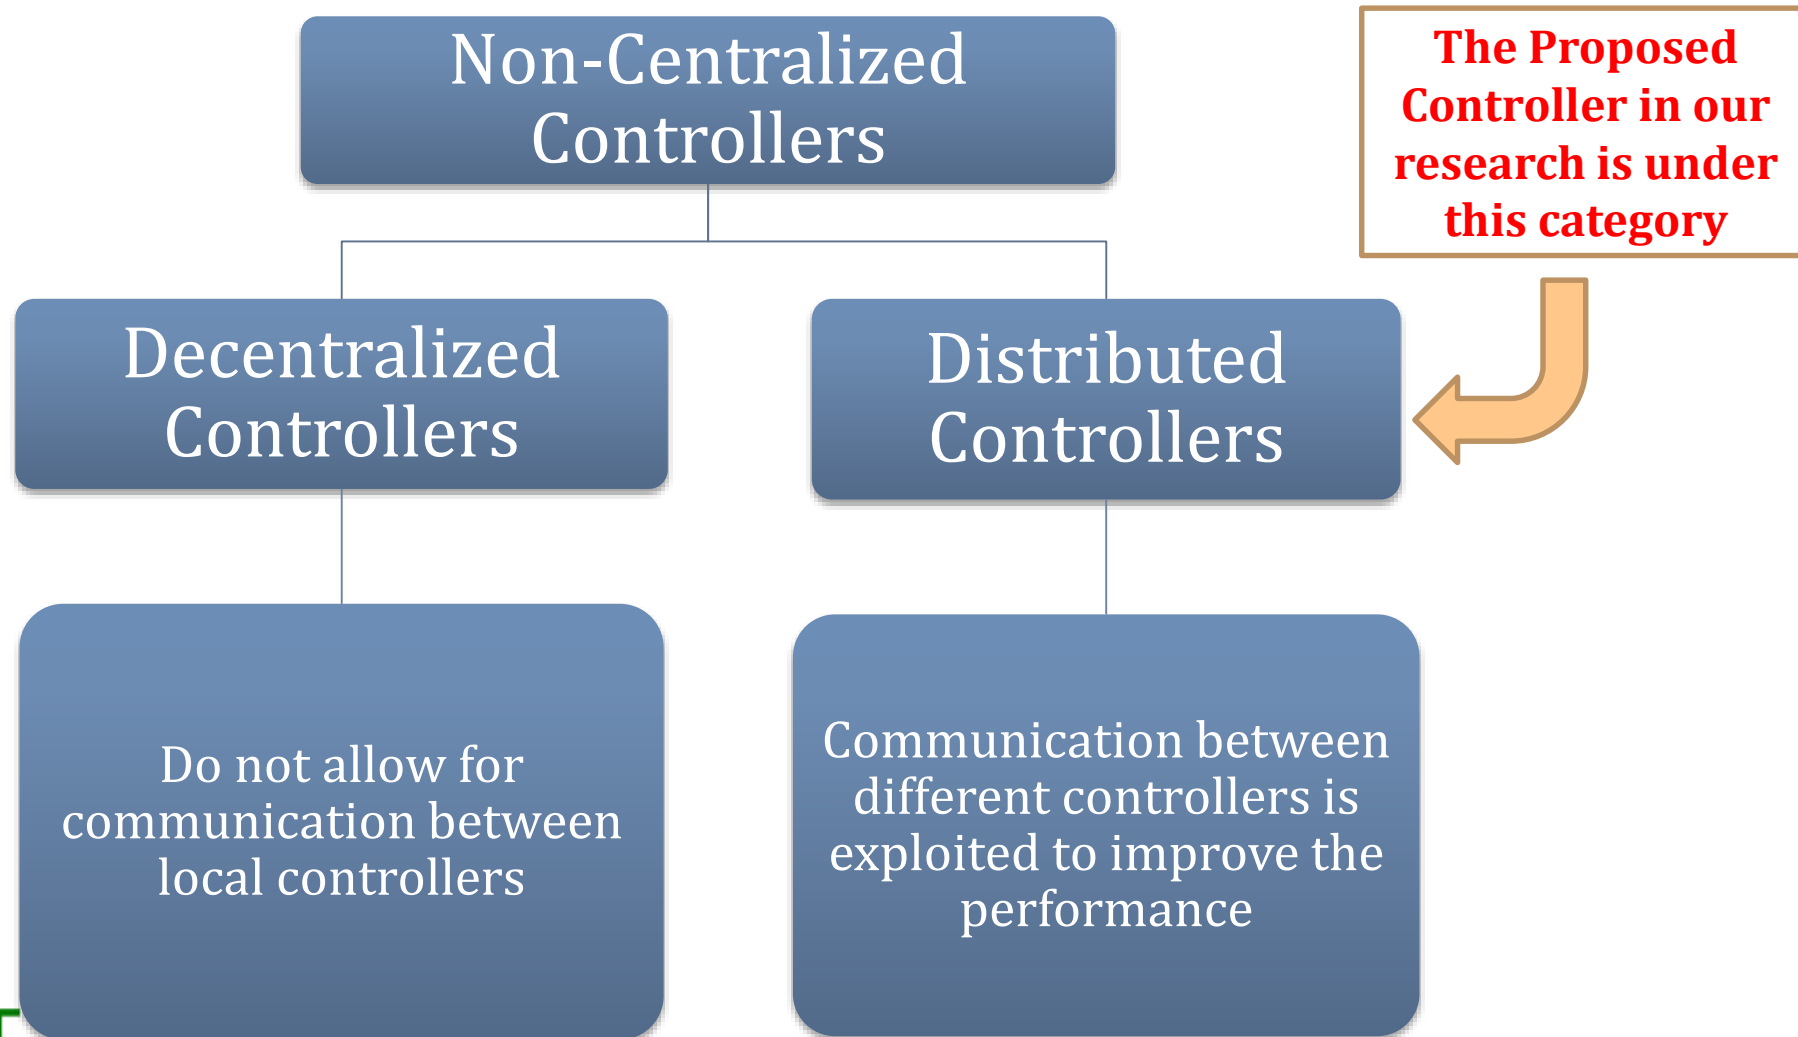 Non-Centralized
Controllers
The Proposed
Controller in our
research is under
this category
Decentralized
Controllers
Distributed
Controllers
Do not allow for
communication between
local controllers
Communication between
different controllers is
exploited to improve the
performance